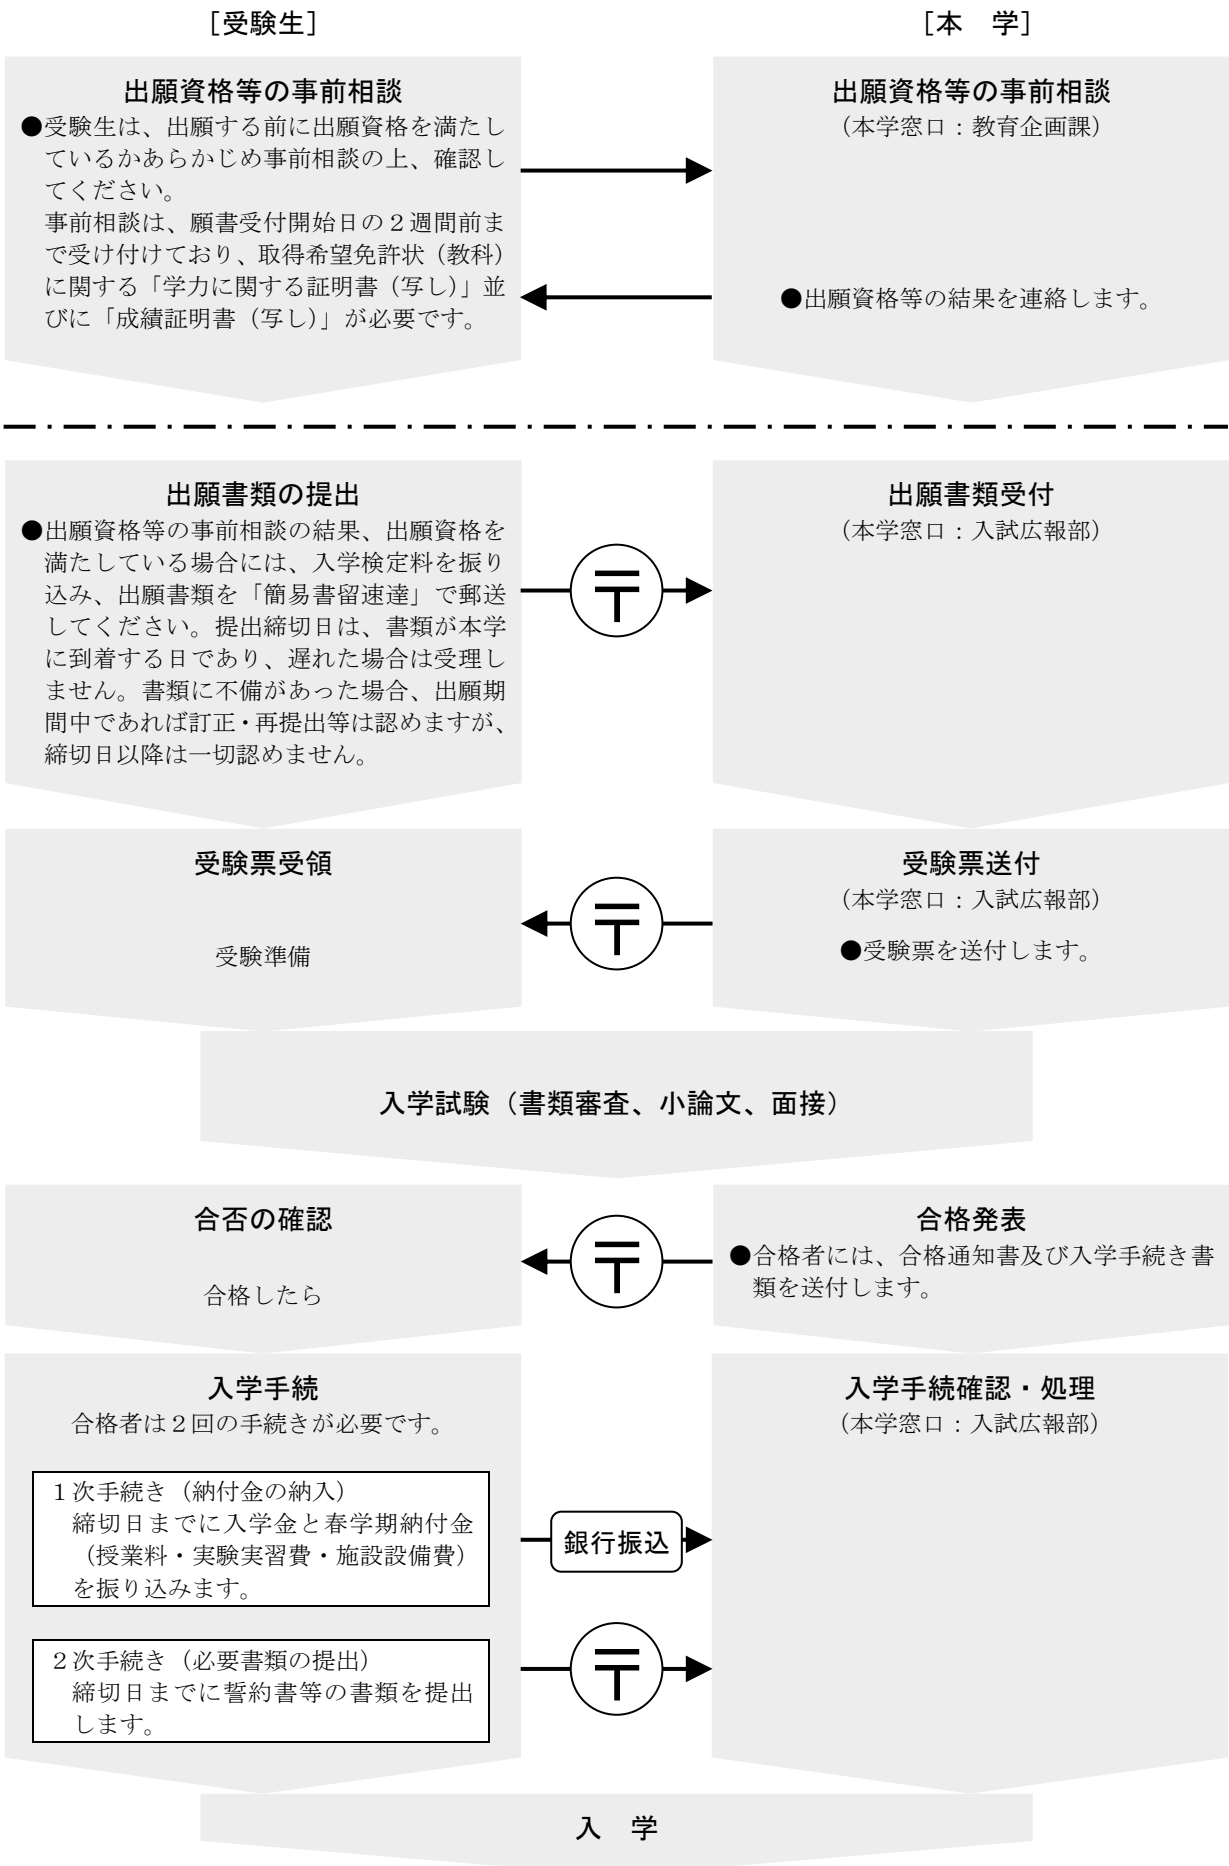 ［受験生］
［本　学］
出願資格等の事前相談
●受験生は、出願する前に出願資格を満たし
ているかあらかじめ事前相談の上、確認し
てください。
事前相談は、願書受付開始日の２週間前ま
で受け付けており、取得希望免許状（教科）
に関する「学力に関する証明書（写し）」並
びに「成績証明書（写し）」が必要です。
出願資格等の事前相談
（本学窓口：教育企画課）
●出願資格等の結果を連絡します。
出願書類の提出
●出願資格等の事前相談の結果、出願資格を
満たしている場合には、入学検定料を振り
込み、出願書類を「簡易書留速達」で郵送
してください。提出締切日は、書類が本学
に到着する日であり、遅れた場合は受理し
ません。書類に不備があった場合、出願期
間中であれば訂正・再提出等は認めますが、
締切日以降は一切認めません。
〒
出願書類受付
（本学窓口：入試広報部）
受験票受領
受験準備
〒
受験票送付
（本学窓口：入試広報部）
●受験票を送付します。
入学試験（書類審査、小論文、面接）
合否の確認
合格したら
〒
合格発表
●合格者には、合格通知書及び入学手続き書
類を送付します。
入学手続
合格者は２回の手続きが必要です。
１次手続き（納付金の納入）
締切日までに入学金と春学期納付金
（授業料・実験実習費・施設設備費）
を振り込みます。
銀行振込
２次手続き（必要書類の提出）
締切日までに誓約書等の書類を提出
します。
〒
入学手続確認・処理
（本学窓口：入試広報部）
入　学